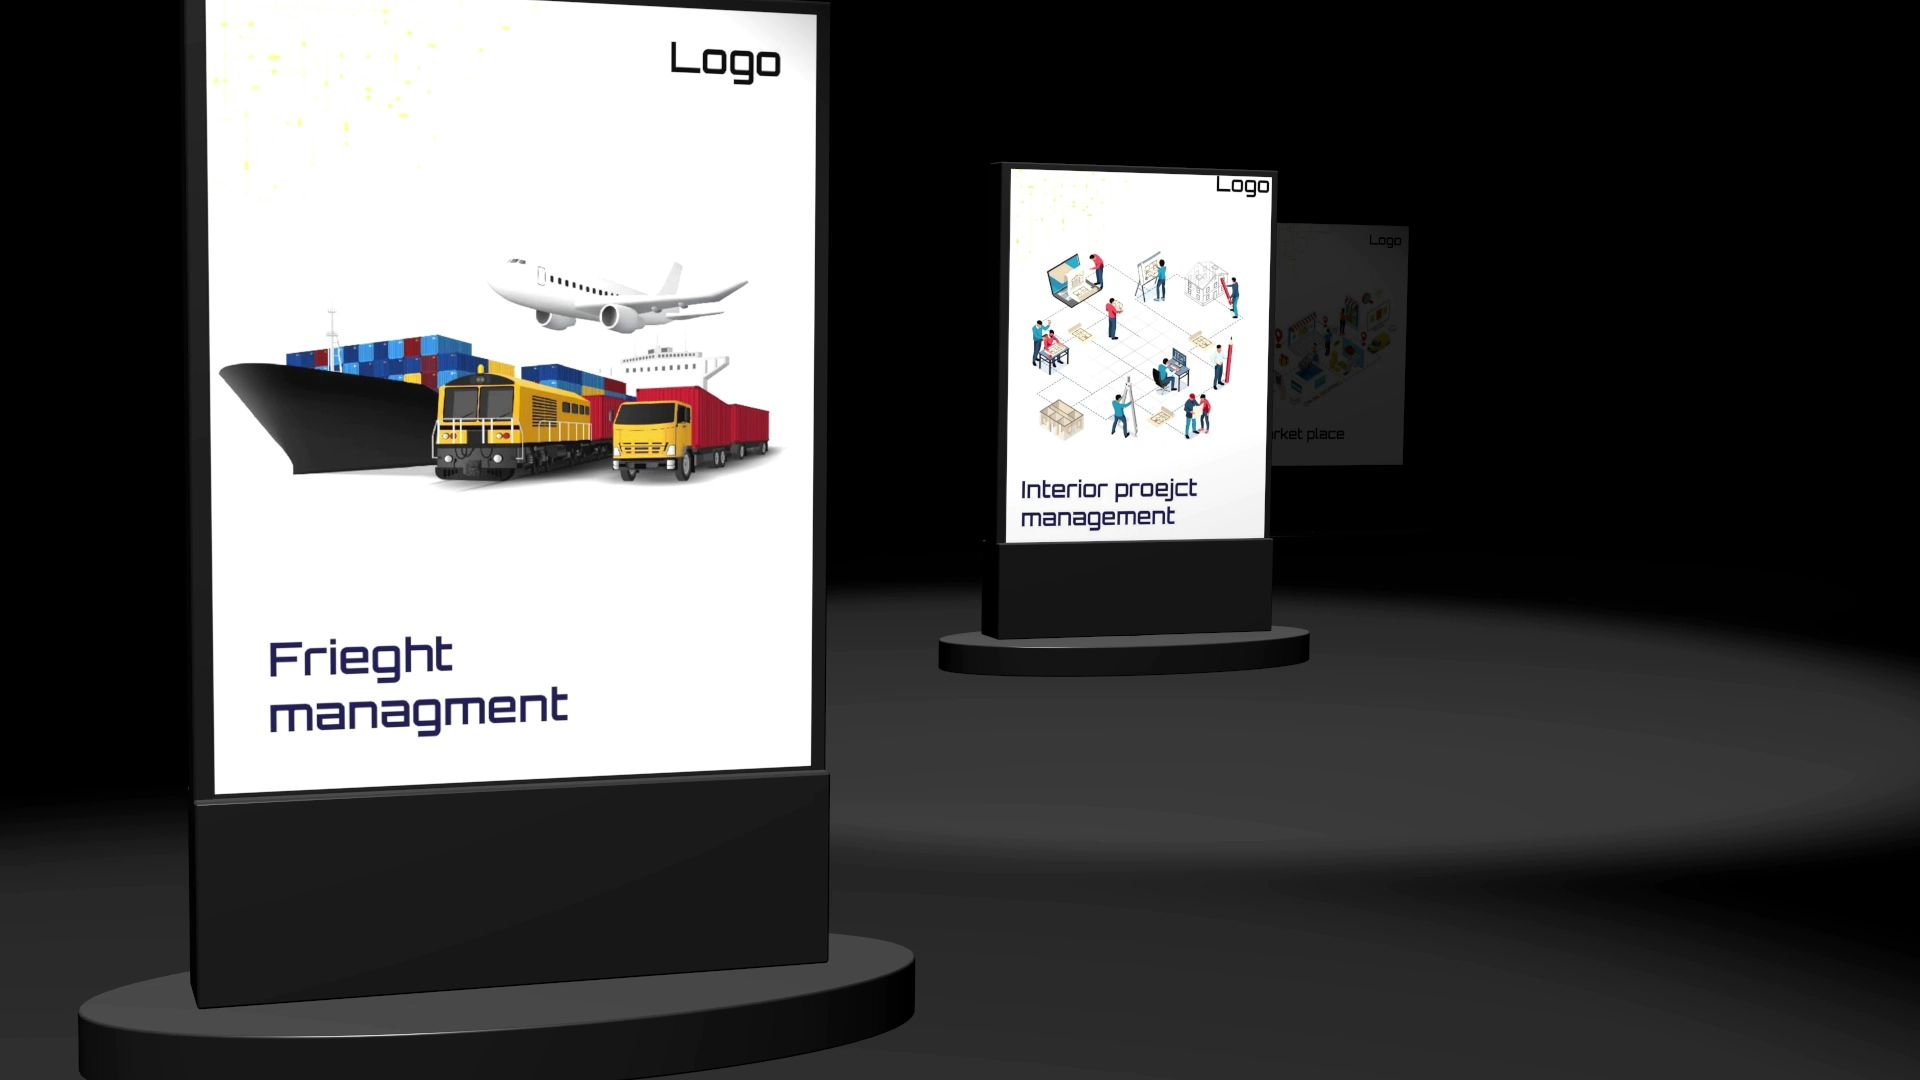 Logo
Frieght
managment
Logo
Interior proejct
management
Logo
rket place